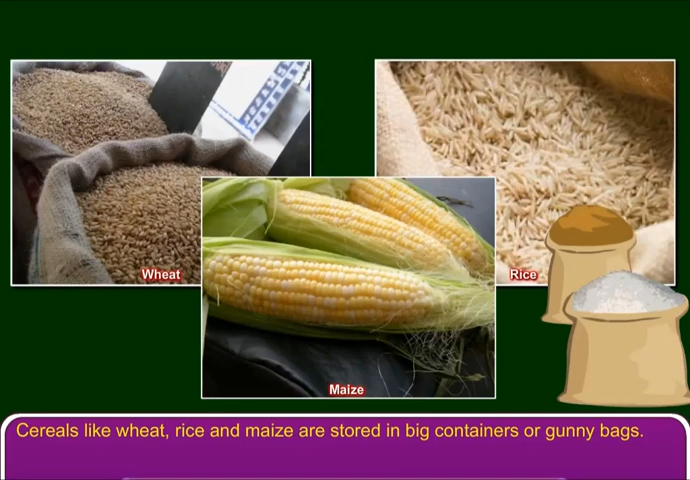 Wheat
Rice
Maize
Cereals like wheat, rice and maize are stored in big containers or gunny bags.